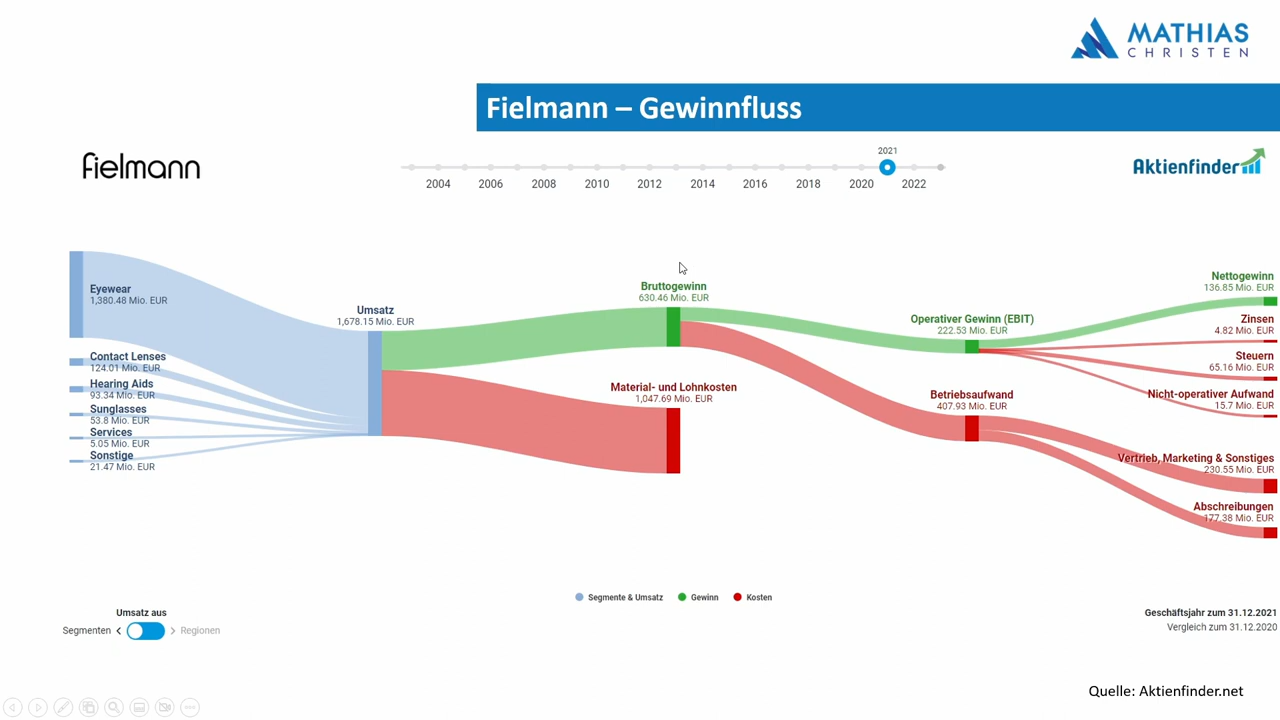 MATHIAS
CHRISTEN
Fielmann – Gewinnfluss
fielmann
2021
2004 2006 2008 2010 2012 2014 2016 2018 2020 2022
Aktienfinder
Eyewear
1,380.48 Mio. EUR
Contact Lenses
124.01 Mio. EUR
Hearing Aids
93.34 Mio. EUR
Sunglasses
53.8 Mio. EUR
Services
5.05 Mio. EUR
Sonstige
21.47 Mio. EUR
Umsatz
1,678.15 Mio. EUR
Bruttogewinn
630.46 Mio. EUR
Material- und Lohnkosten
1,047.69 Mio. EUR
Operativer Gewinn (EBIT)
222.53 Mio. EUR
Betriebsaufwand
407.93 Mio. EUR
Nettogewinn
136.85 Mio. EUR
Zinsen
4.82 Mio. EUR
Steuern
65.16 Mio. EUR
Nicht-operativer Aufwand
15.7 Mio. EUR
Vertrieb, Marketing & Sonstiges
230.55 Mio. EUR
Abschreibungen
177.38 Mio. EUR
Segmente & Umsatz Gewinn Kosten
Umsatz aus
Segmenten Regionen
Geschäftsjahr zum 31.12.2021
Vergleich zum 31.12.2020
Quelle: Aktienfinder.net